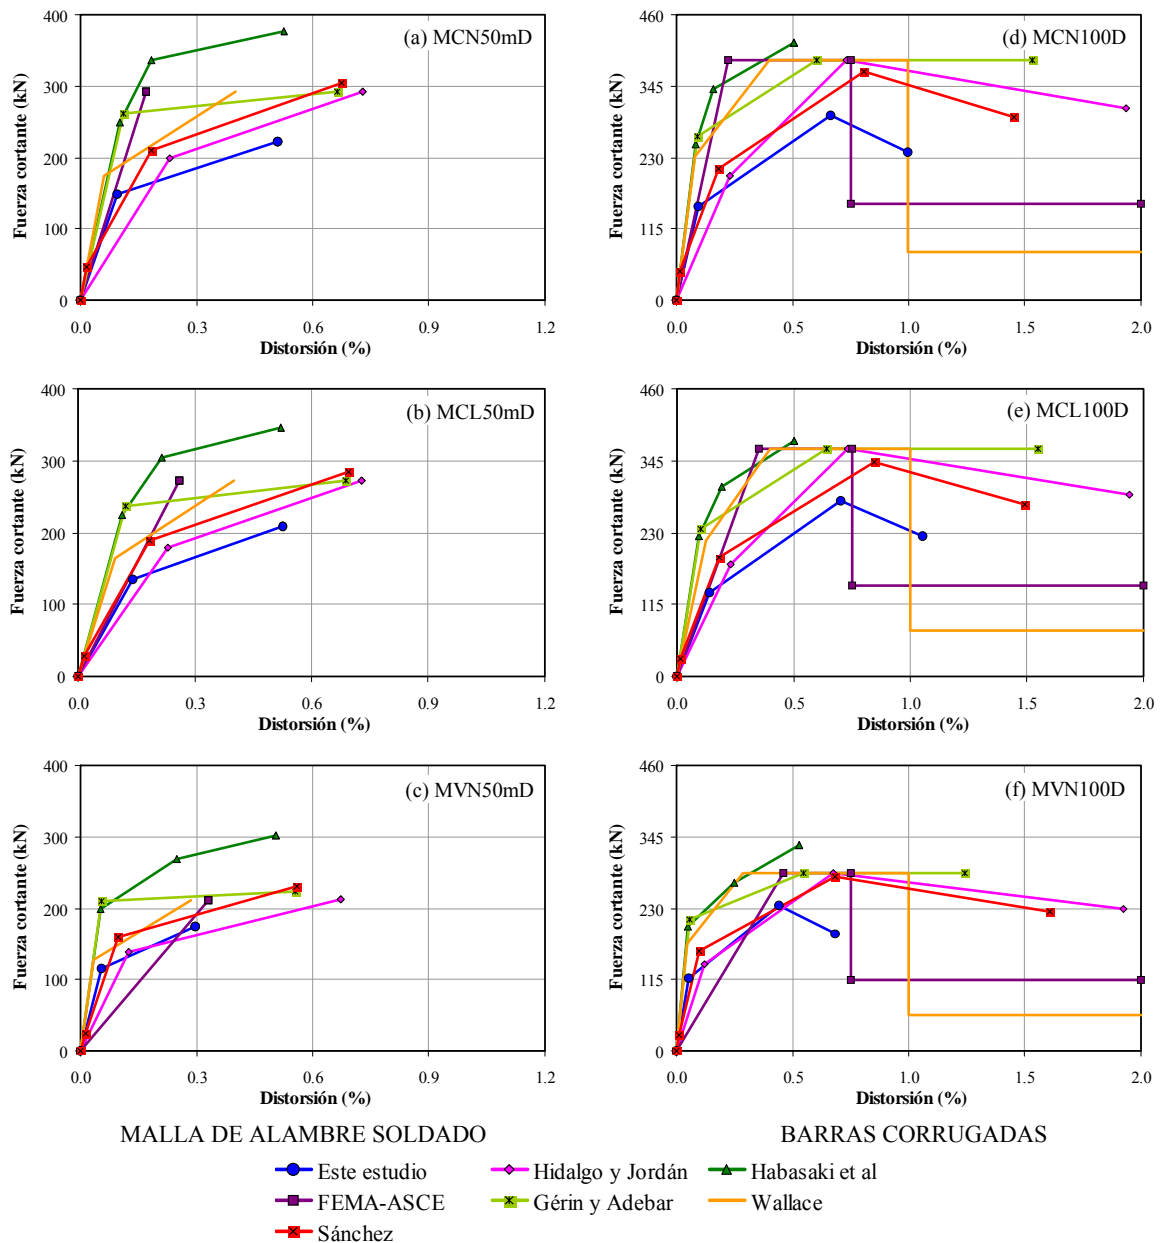 (a) MCN50mD
Fuerza cortante (kN)
400
300
200
100
0
0.0 0.3 0.6 0.9 1.2
Distorsión (%)
(d) MCN100D
Fuerza cortante (kN)
460
345
230
115
0
0.0 0.5 1.0 1.5 2.0
Distorsión (%)
(b) MCL50mD
Fuerza cortante (kN)
400
300
200
100
0
0.0 0.3 0.6 0.9 1.2
Distorsión (%)
(e) MCL100D
Fuerza cortante (kN)
460
345
230
115
0
0.0 0.5 1.0 1.5 2.0
Distorsión (%)
(c) MVN50mD
Fuerza cortante (kN)
400
300
200
100
0
0.0 0.3 0.6 0.9 1.2
Distorsión (%)
(f) MVN100D
Fuerza cortante (kN)
460
345
230
115
0
0.0 0.5 1.0 1.5 2.0
Distorsión (%)
MALLA DE ALAMBRE SOLDADO
BARRAS CORRUGADAS
Este estudio Hidalgo y Jordán Habasaki et al
FEMA-ASCE Gérin y Adebar Wallace
Sánchez